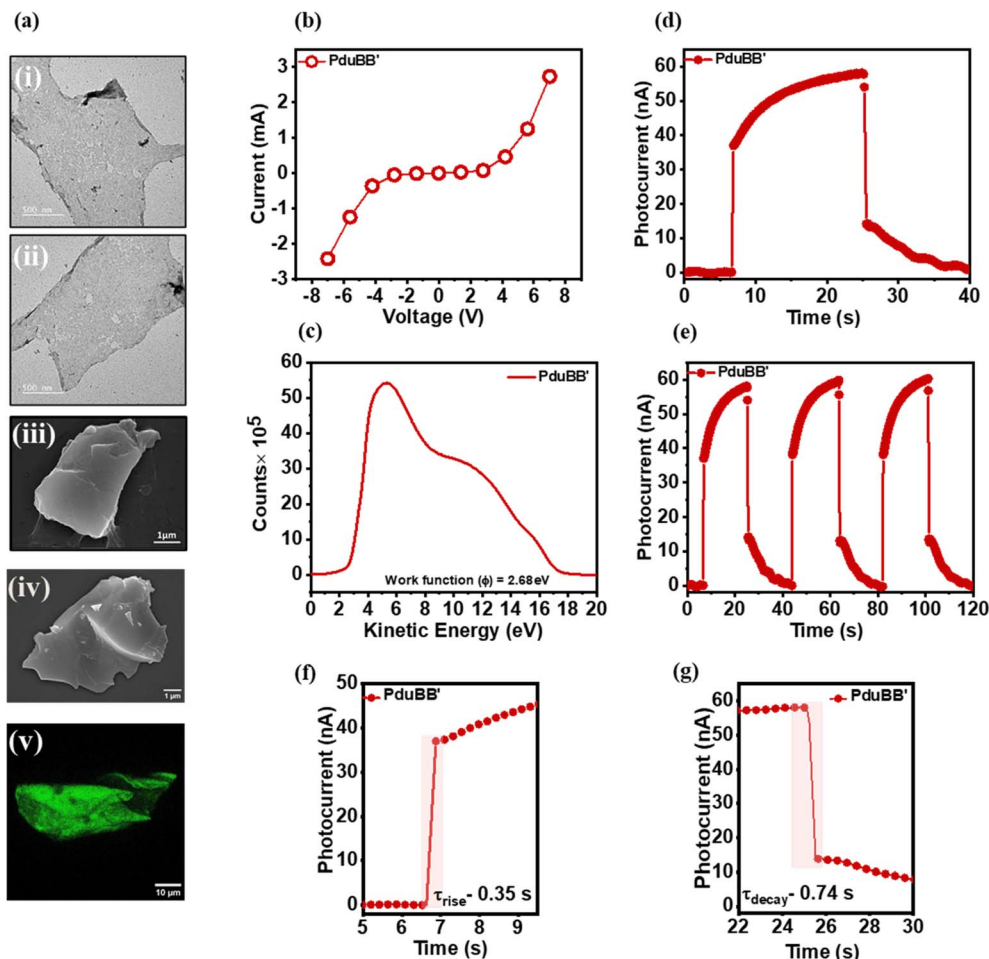 (a)
(i)
500 nm
(ii)
500 nm
(iii)
1μm
(iv)
1 μm
(v)
10 μm
(b)
PduBB'
Current (mA)
3
2
1
0
-1
-2
-3
-8 -6 -4 -2 0 2 4 6 8
Voltage (V)
(c)
PduBB'
Counts× 10⁵
60
50
40
30
20
10
0
Work function (ϕ) = 2.68eV
0 2 4 6 8 10 12 14 16 18 20
Kinetic Energy (eV)
(d)
PduBB'
Photocurrent (nA)
70
60
50
40
30
20
10
0
10 20 30 40
Time (s)
(e)
PduBB'
Photocurrent (nA)
70
60
50
40
30
20
10
0
0 20 40 60 80 100 120
Time (s)
(f)
PduBB'
Photocurrent (nA)
50
40
30
20
10
0
τrise- 0.35 s
5 6 7 8 9
Time (s)
(g)
PduBB'
Photocurrent (nA)
60
50
40
30
20
10
0
τdecay- 0.74 s
22 24 26 28 30
Time (s)